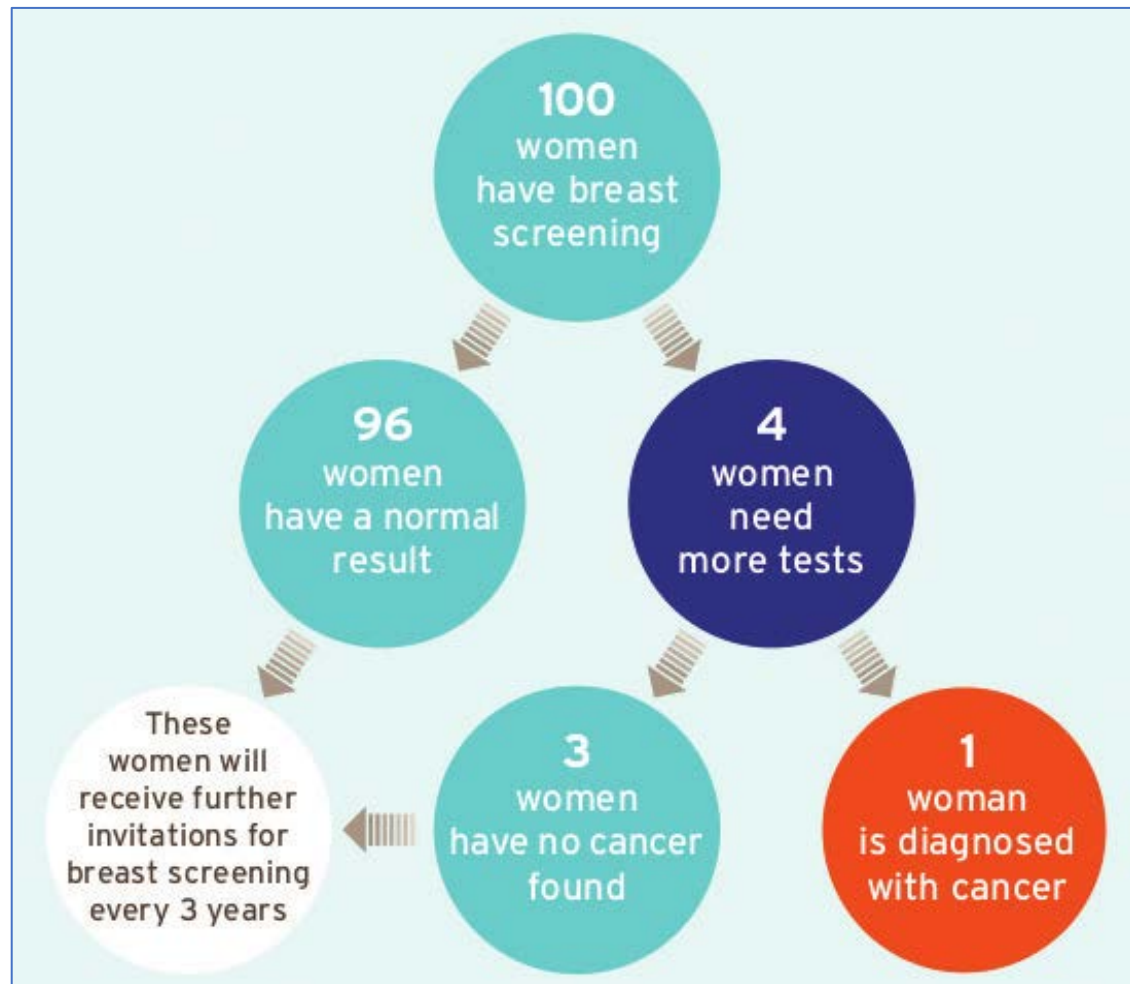 100
women
have breast
screening
96
women
have a normal
result
4
women
need
more tests
These
women will
receive further
invitations for
breast screening
every 3 years
3
women
have no cancer
found
1
woman
is diagnosed
with cancer